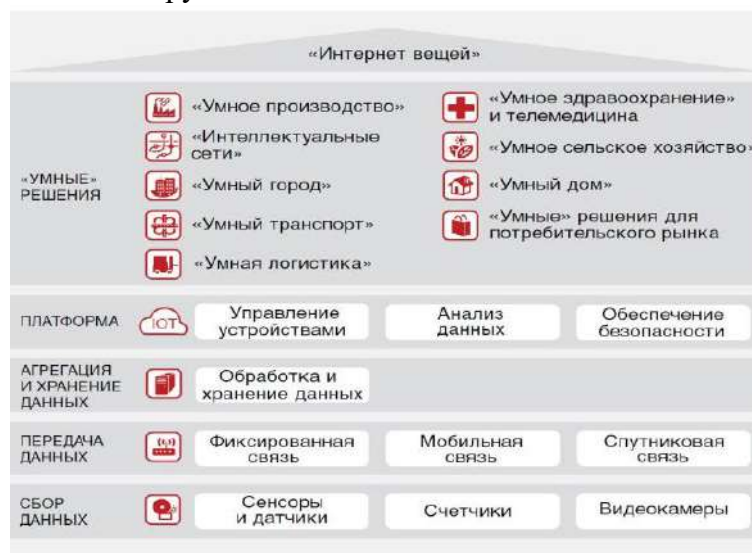 «Интернет вещей»
«УМНЫЕ»
РЕШЕНИЯ
«Умное производство»
«Интеллектуальные
сети»
«Умный город»
«Умный транспорт»
«Умная логистика»
«Умное здравоохранение»
и телемедицина
«Умное сельское хозяйство»
«Умный дом»
«Умные» решения для
потребительского рынка
ПЛАТФОРМА
IOT
Управление
устройствами
Анализ
данных
Обеспечение
безопасности
АГРЕГАЦИЯ
И ХРАНЕНИЕ
ДАННЫХ
Обработка и
хранение данных
ПЕРЕДАЧА
ДАННЫХ
Фиксированная
связь
Мобильная
связь
Спутниковая
связь
СБОР
ДАННЫХ
Сенсоры
и датчики
Счетчики
Видеокамеры